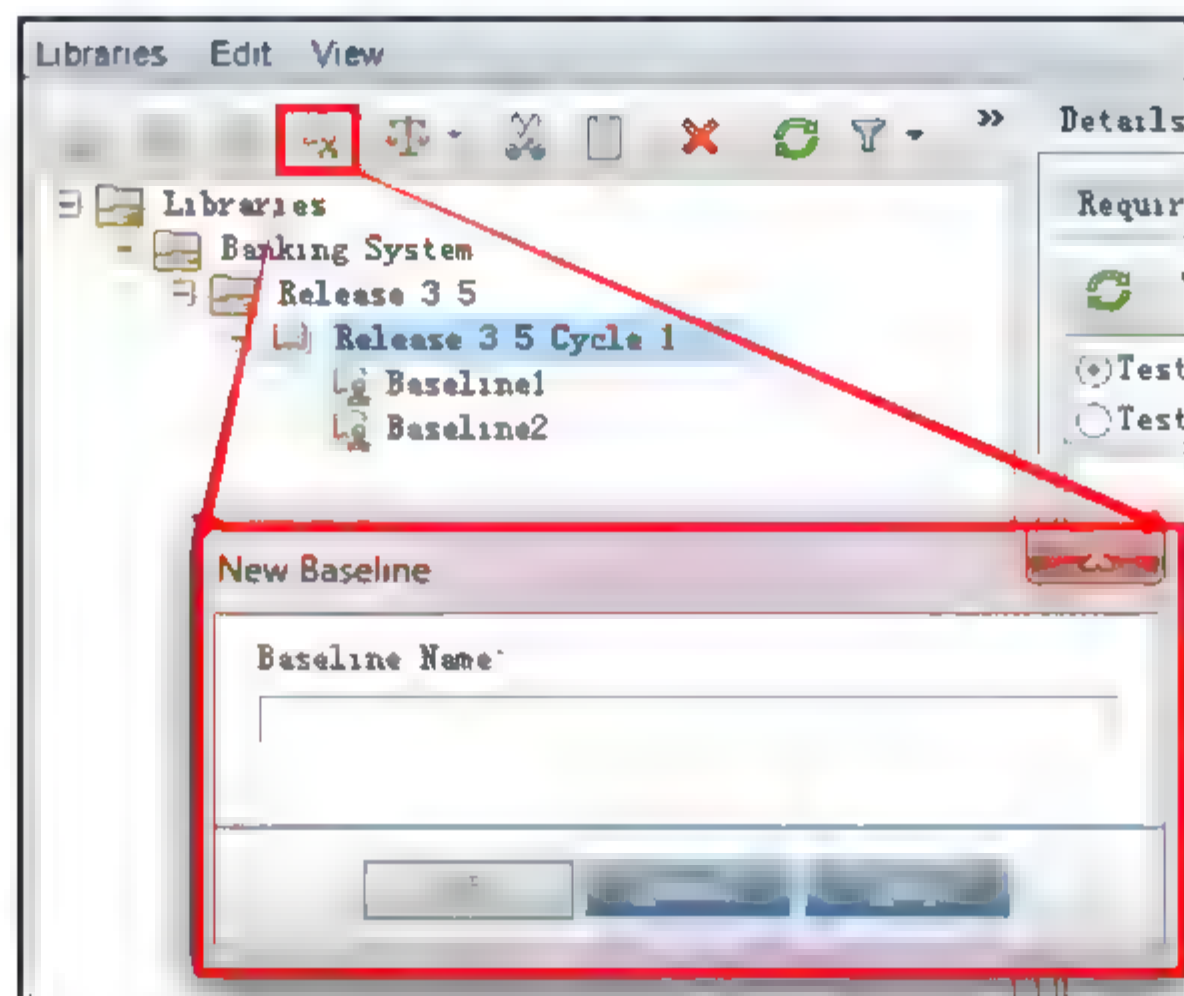 Libraries Edit View
Details
Libraries
Banking System
Release 3 5
Release 3 5 Cycle 1
Baseline1
Baseline2
Requir
Test
Test
New Baseline
Baseline Name